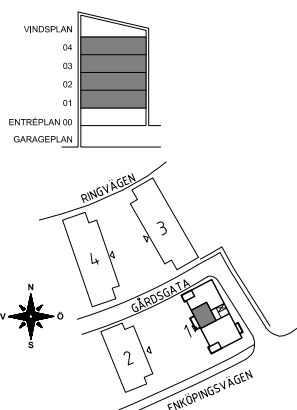 VINDSPLAN
04
03
02
01
ENTRÉPLAN 00
GARAGEPLAN
RINGVÄGEN
3
4
GÅRDSGATA
N
V Ö
S
1
2
ENKÖPINGSVÄGEN